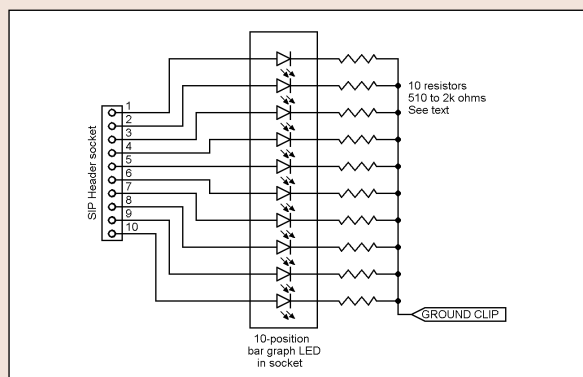 SIP Header socket
1
2
3
4
5
6
7
8
9
10
10 resistors
510 to 2k ohms
See text
GROUND CLIP
10-position
bar graph LED
in socket